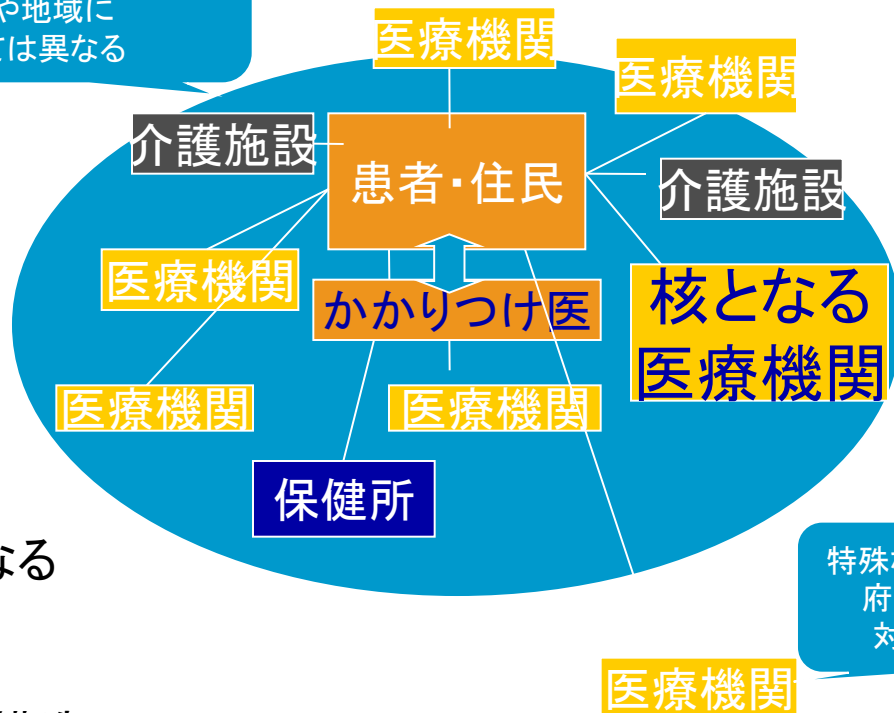 や地域に
ては異なる
医療機関
医療機関
介護施設
患者・住民
介護施設
医療機関
かかりつけ医
核となる
医療機関
医療機関
医療機関
保健所
なる
特殊
府
対
医療機関